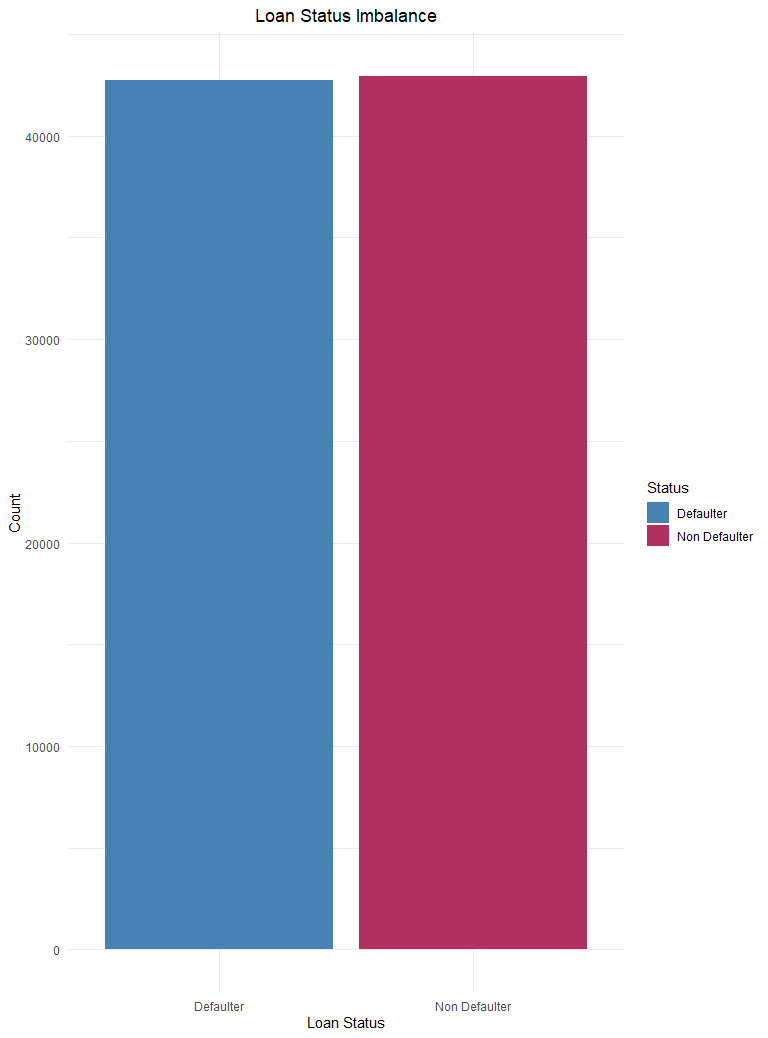 Loan Status Imbalance
40000
30000
20000
10000
0
Count
Defaulter
Non Defaulter
Loan Status
Status
Defaulter
Non Defaulter